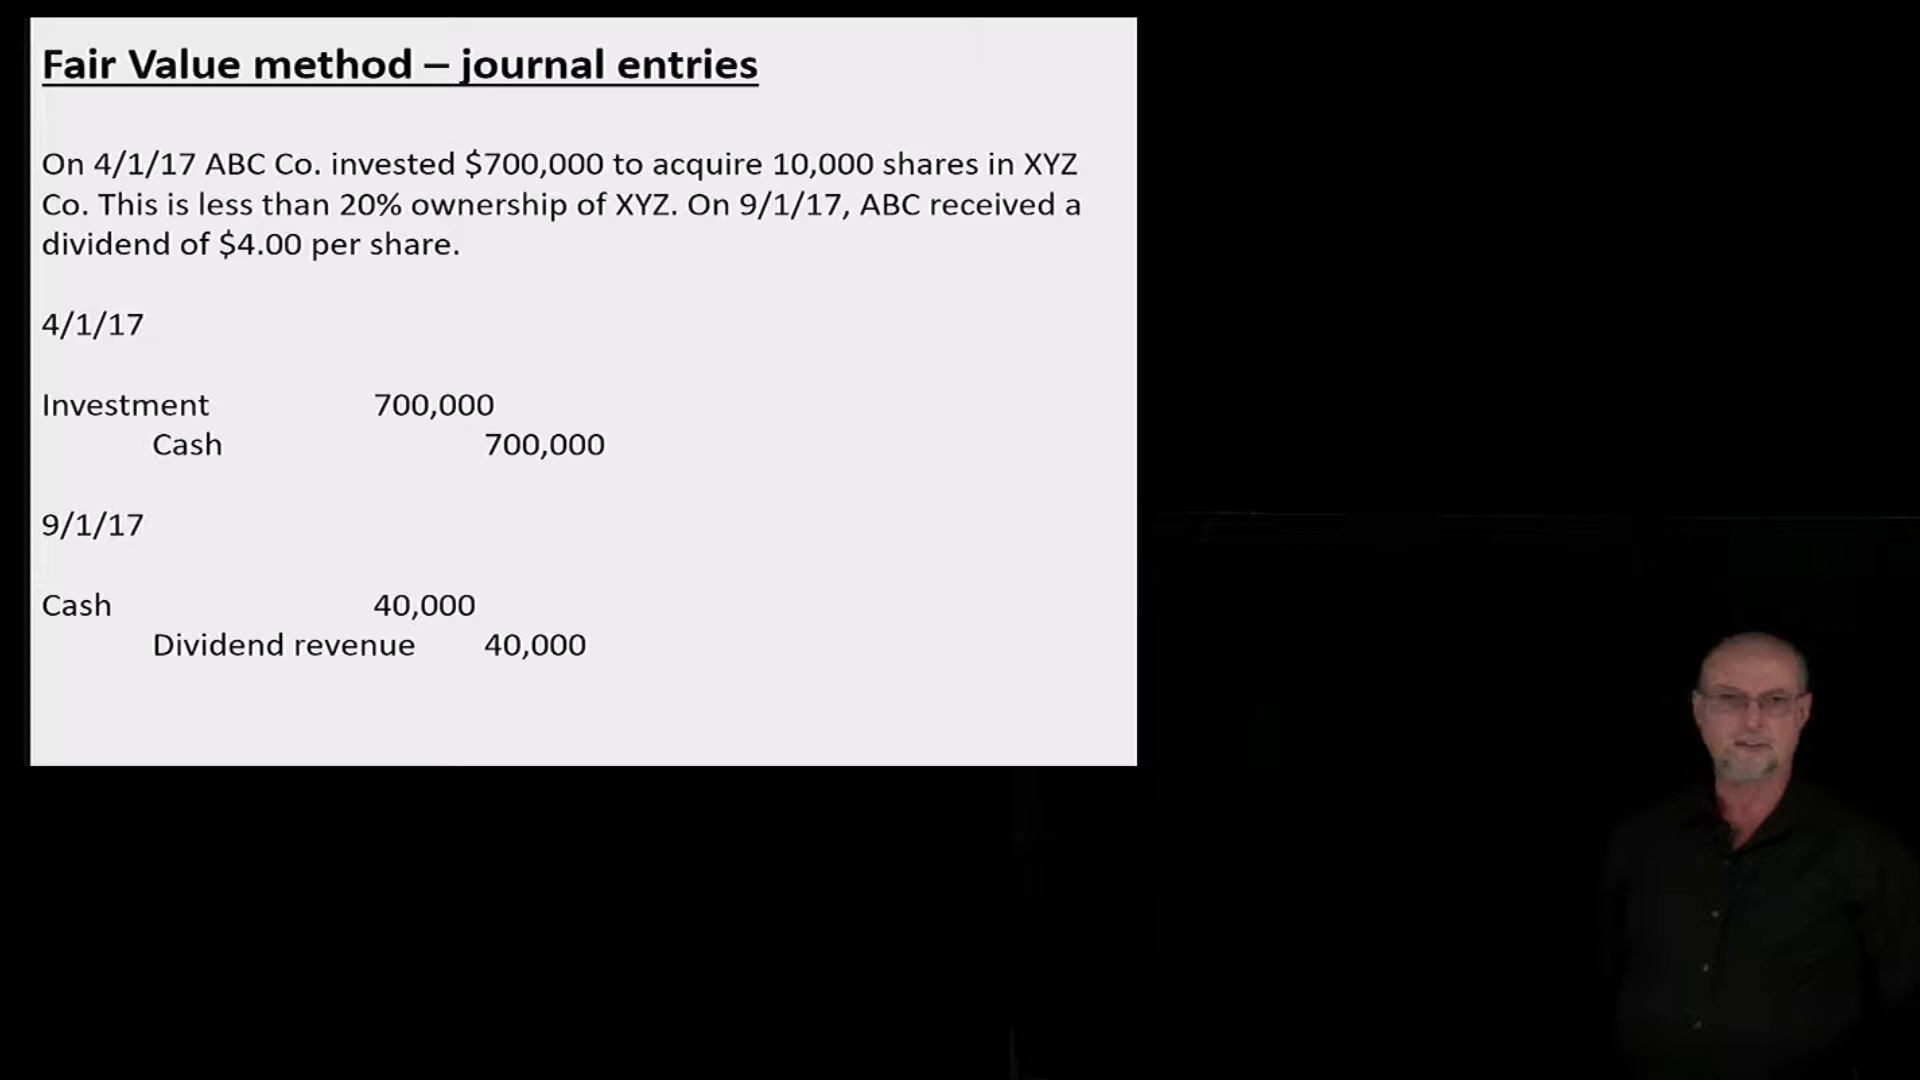 Fair Value method – journal entries
On 4/1/17 ABC Co. invested $700,000 to acquire 10,000 shares in XYZ
Co. This is less than 20% ownership of XYZ. On 9/1/17, ABC received a
dividend of $4.00 per share.
4/1/17
Investment 700,000
Cash 700,000
9/1/17
Cash 40,000
Dividend revenue 40,000